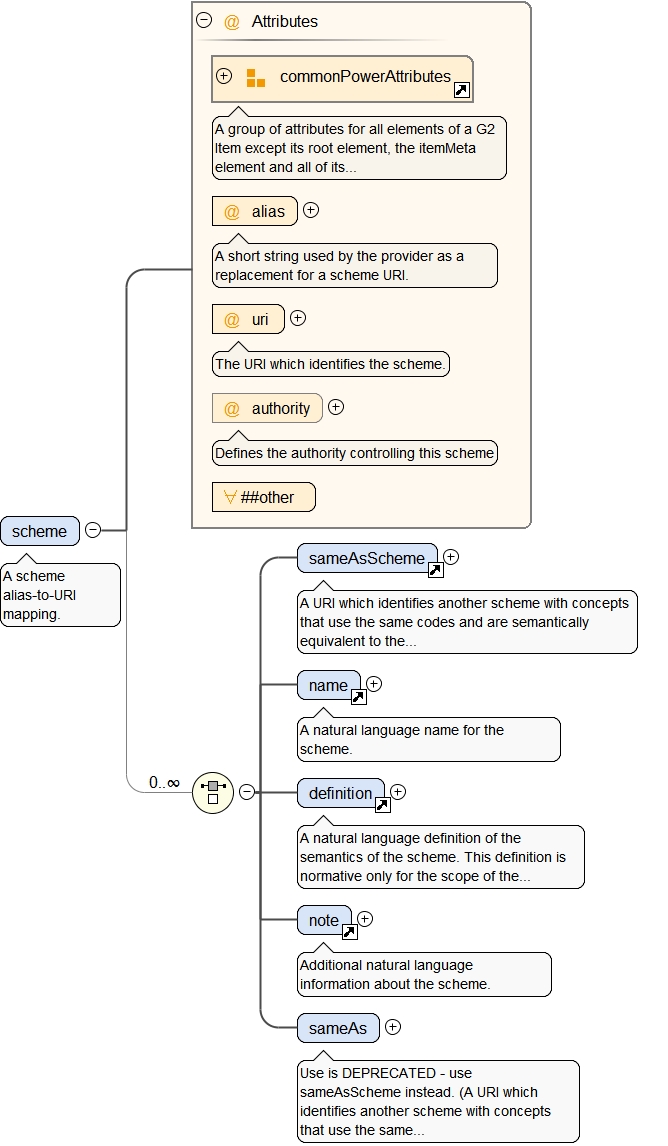 @ Attributes
commonPowerAttributes
A group of attributes for all elements of a G2
Item except its root element, the itemMeta
element and all of its...
@ alias
A short string used by the provider as a
replacement for a scheme URI.
@ uri
The URI which identifies the scheme.
@ authority
Defines the authority controlling this scheme
∀ ##other
scheme
A scheme
alias-to-URI
mapping.
0..∞
sameAsScheme
A URI which identifies another scheme with concepts
that use the same codes and are semantically
equivalent to the...
name
A natural language name for the
scheme.
definition
A natural language definition of the
semantics of the scheme. This definition is
normative only for the scope of the...
note
Additional natural language
information about the scheme.
sameAs
Use is DEPRECATED - use
sameAsScheme instead. (A URI which
identifies another scheme with concepts
that use the same...